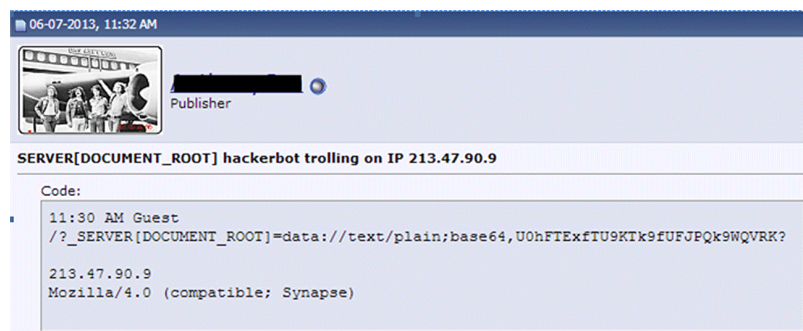 06-07-2013, 11:32 AM
Publisher
SERVER[DOCUMENT_ROOT] hackerbot trolling on IP 213.47.90.9
Code:
11:30 AM Guest
/?_SERVER[DOCUMENT_ROOT]=data://text/plain;base64,U0hFTExfTU9KTk9fUFJPQk9WQVRK?
213.47.90.9
Mozilla/4.0 (compatible; Synapse)